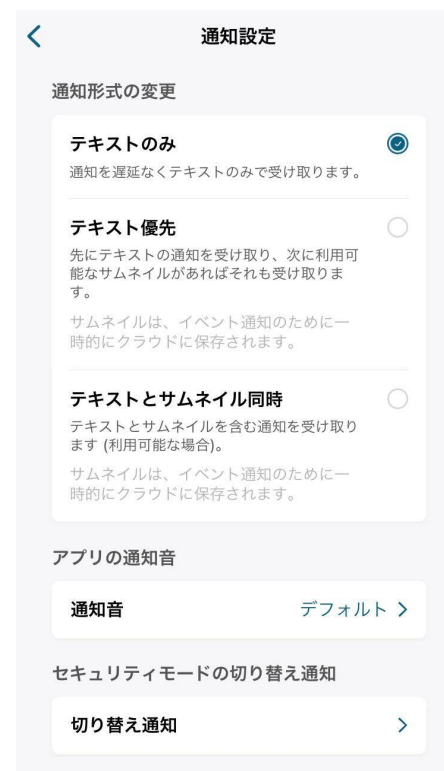 通知設定
通知形式の変更
テキストのみ
通知を遅延なくテキストのみで受け取ります。
テキスト優先
先にテキストの通知を受け取り、次に利用可
能なサムネイルがあればそれも受け取りま
す。
サムネイルは、イベント通知のために一
時的にクラウドに保存されます。
テキストとサムネイル同時
テキストとサムネイルを含む通知を受け取り
ます (利用可能な場合)。
サムネイルは、イベント通知のために一
時的にクラウドに保存されます。
アプリの通知音
通知音 デフォルト
セキュリティモードの切り替え通知
切り替え通知